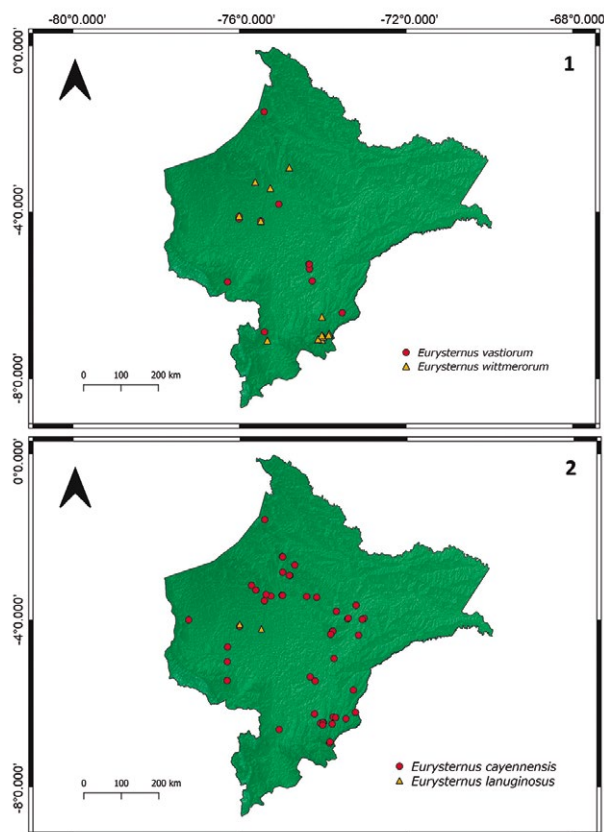 -80°0.000' -76°0.000' -72°0.000' -68°0.000'
1
0°0.000'
4°0.000'
-8°0.000'
Eurysternus vastiorum
Eurysternus wittmerorum
0 100 200 km
2
0°0.000'
-4°0.000'
-8°0.000'
Eurysternus cayennensis
Eurysternus lanuginosus
0 100 200 km